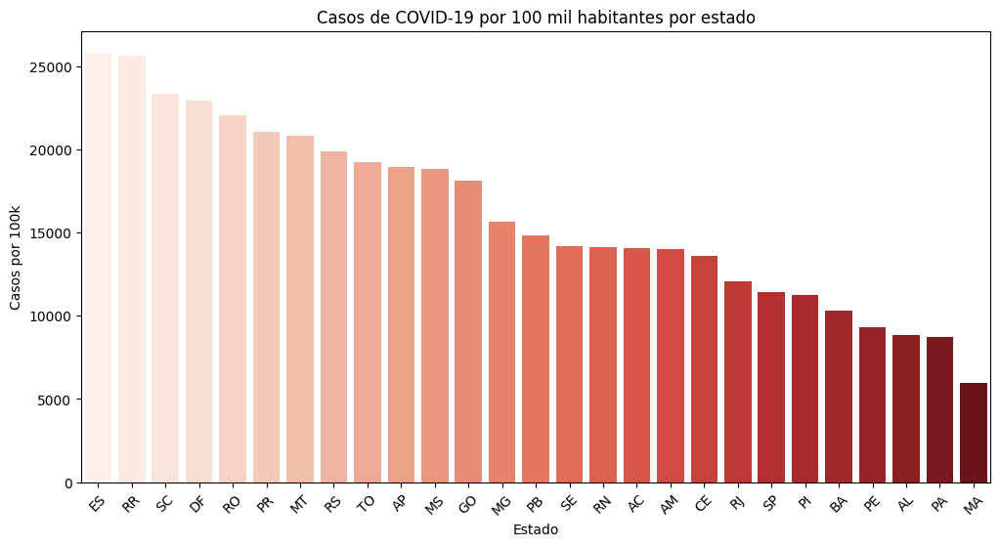 Casos de COVID-19 por 100 mil habitantes por estado
Casos por 100k
25000
20000
15000
10000
5000
0
ES RR SC DF RO PR MT RS TO AP MS GO MG PB SE RN AC AM CE RJ SP PI BA PE AL PA MA
Estado